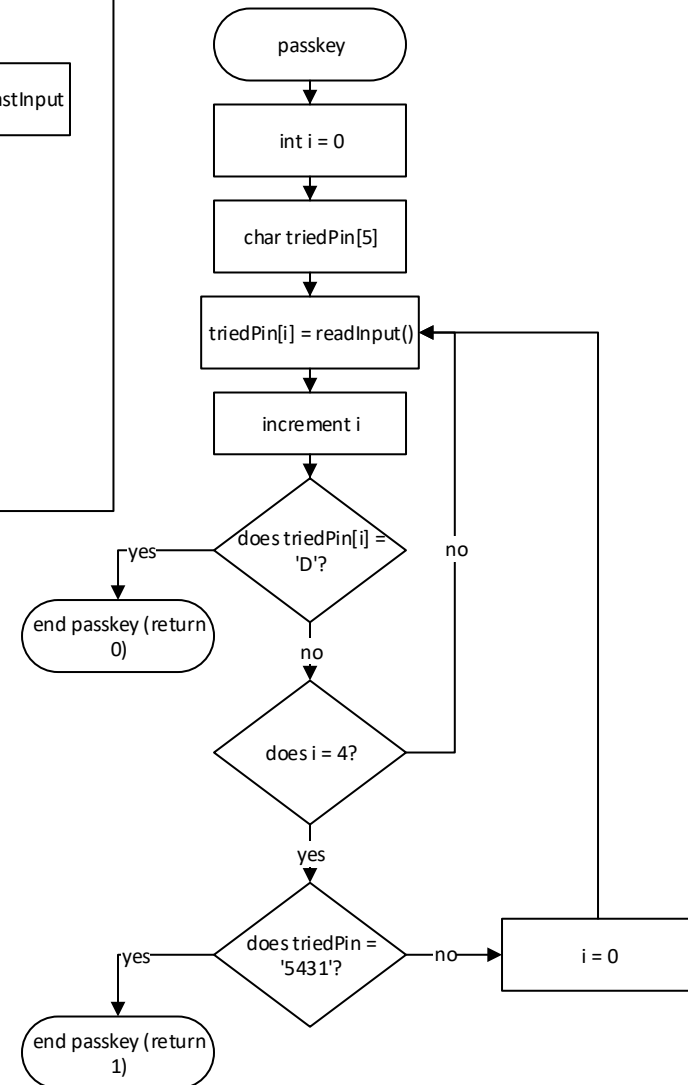 passkey
astInput
int i = 0
char triedPin[5]
triedPin[i] = readInput()
increment i
does triedPin[i] =
'D'?
yes
no
end passkey (return
0)
no
does i = 4?
yes
does triedPin =
'5431'?
yes
no
i = 0
end passkey (return
1)